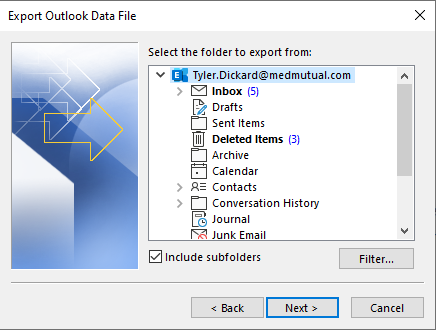 Export Outlook Data File
Select the folder to export from:
Tyler.Dickard@medmutual.com
Inbox (5)
Drafts
Sent Items
Deleted Items (3)
Archive
Calendar
Contacts
Conversation History
Journal
Junk Email
Include subfolders
Filter...
< Back
Next >
Cancel